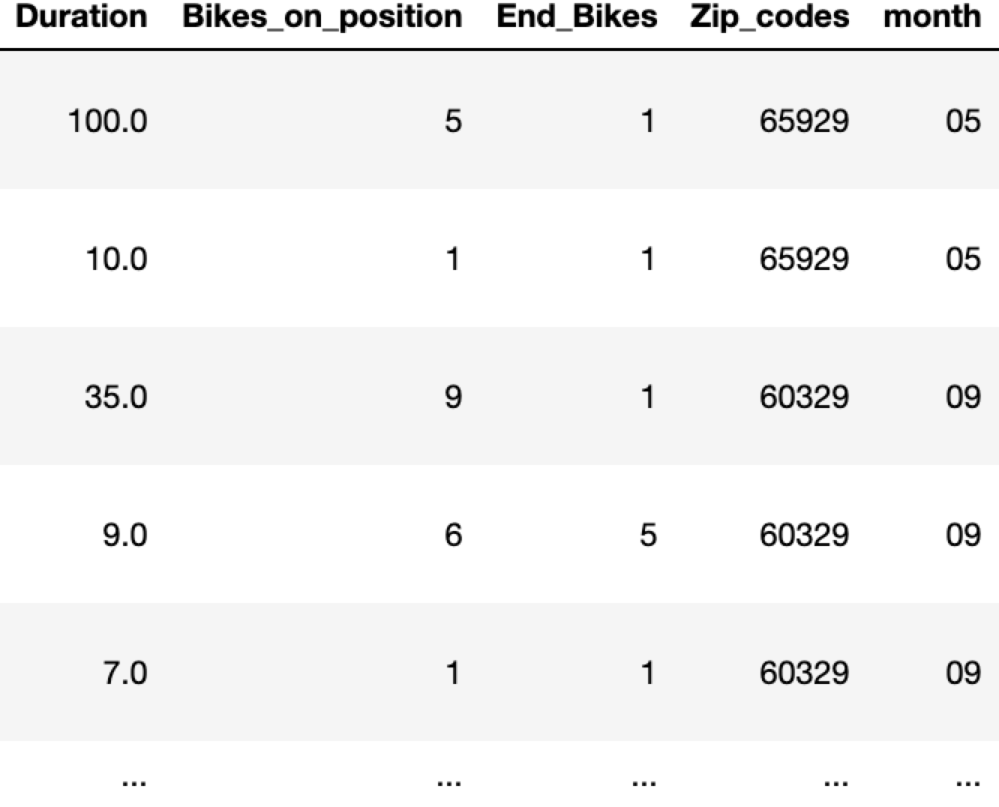 Duration Bikes_on_position End_Bikes Zip_codes month
100.0 5 1 65929 05
10.0 1 1 65929 05
35.0 9 1 60329 09
9.0 6 5 60329 09
7.0 1 1 60329 09
... ... ... ... ...